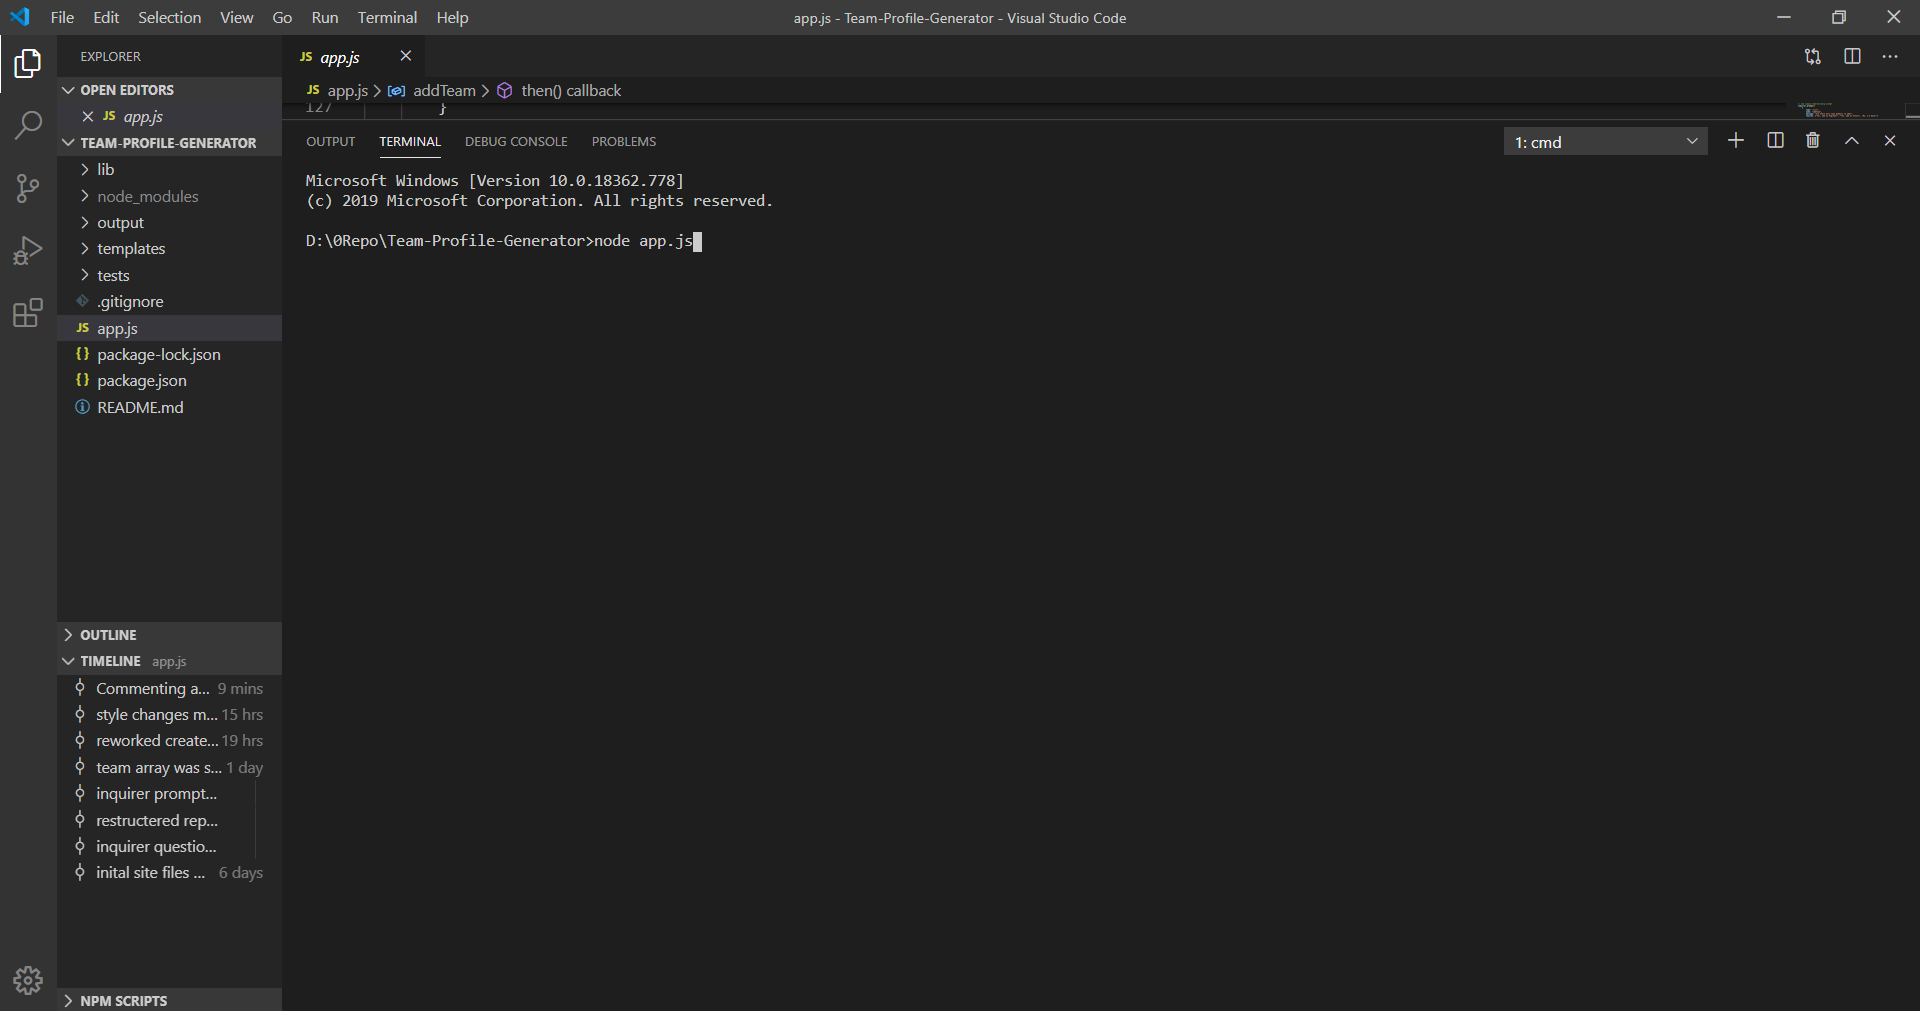 File Edit Selection View Go Run Terminal Help
app.js - Team-Profile-Generator - Visual Studio Code
EXPLORER
OPEN EDITORS
JS app.js
TEAM-PROFILE-GENERATOR
lib
node_modules
output
templates
tests
.gitignore
JS app.js
{} package-lock.json
{} package.json
README.md
OUTLINE
TIMELINE app.js
Commenting a... 9 mins
style changes m... 15 hrs
reworked create... 19 hrs
team array was s... 1 day
inquirer prompt...
restructered rep...
inquirer questio...
inital site files ... 6 days
NPM SCRIPTS
JS app.js
JS app.js > addTeam > then() callback
127 }
OUTPUT TERMINAL DEBUG CONSOLE PROBLEMS
1: cmd
Microsoft Windows [Version 10.0.18362.778]
(c) 2019 Microsoft Corporation. All rights reserved.
D:\0Repo\Team-Profile-Generator>node app.js